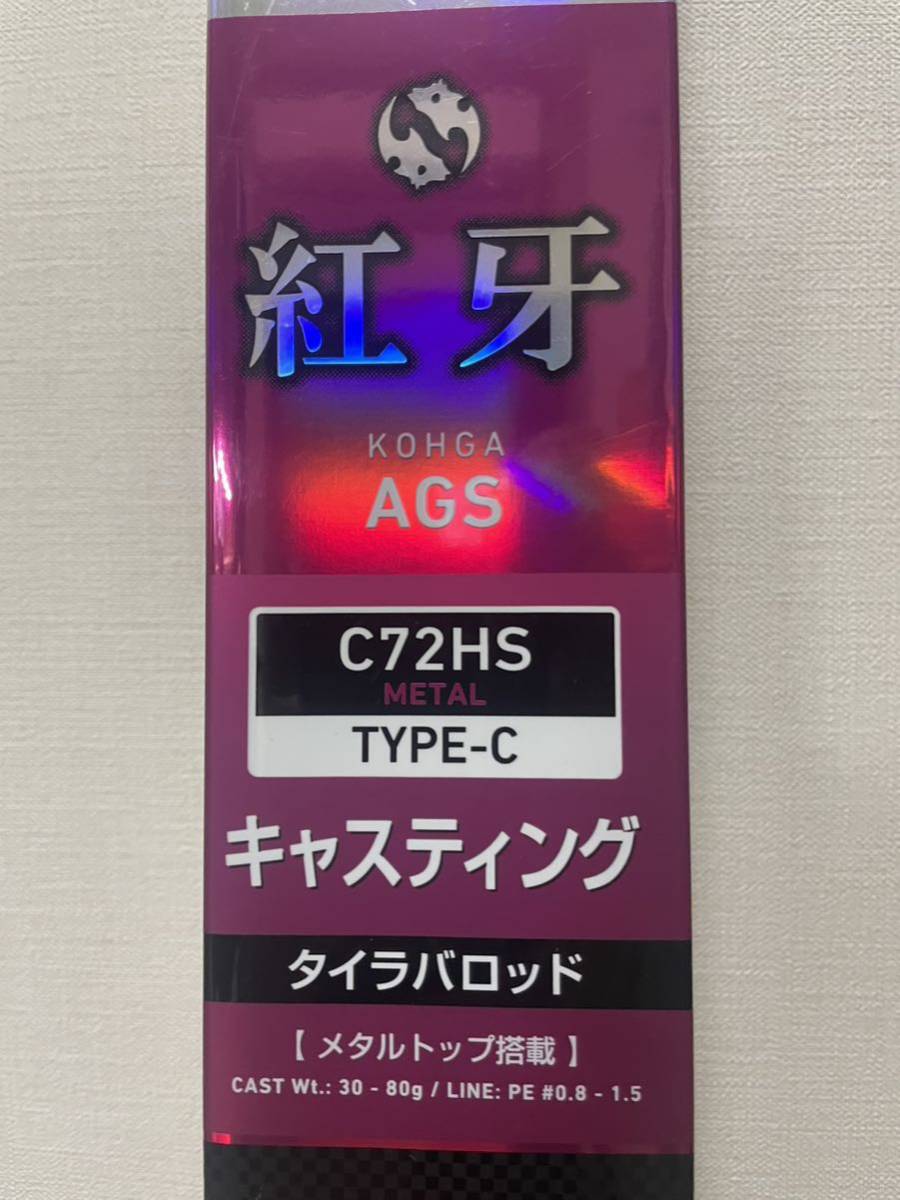 紅牙
KOHGA
AGS
C72HS
METAL
TYPE-C
キャスティング
タイラバロッド
【 メタルトップ搭載 】
CAST Wt.: 30 - 80g / LINE: PE #0.8 - 1.5